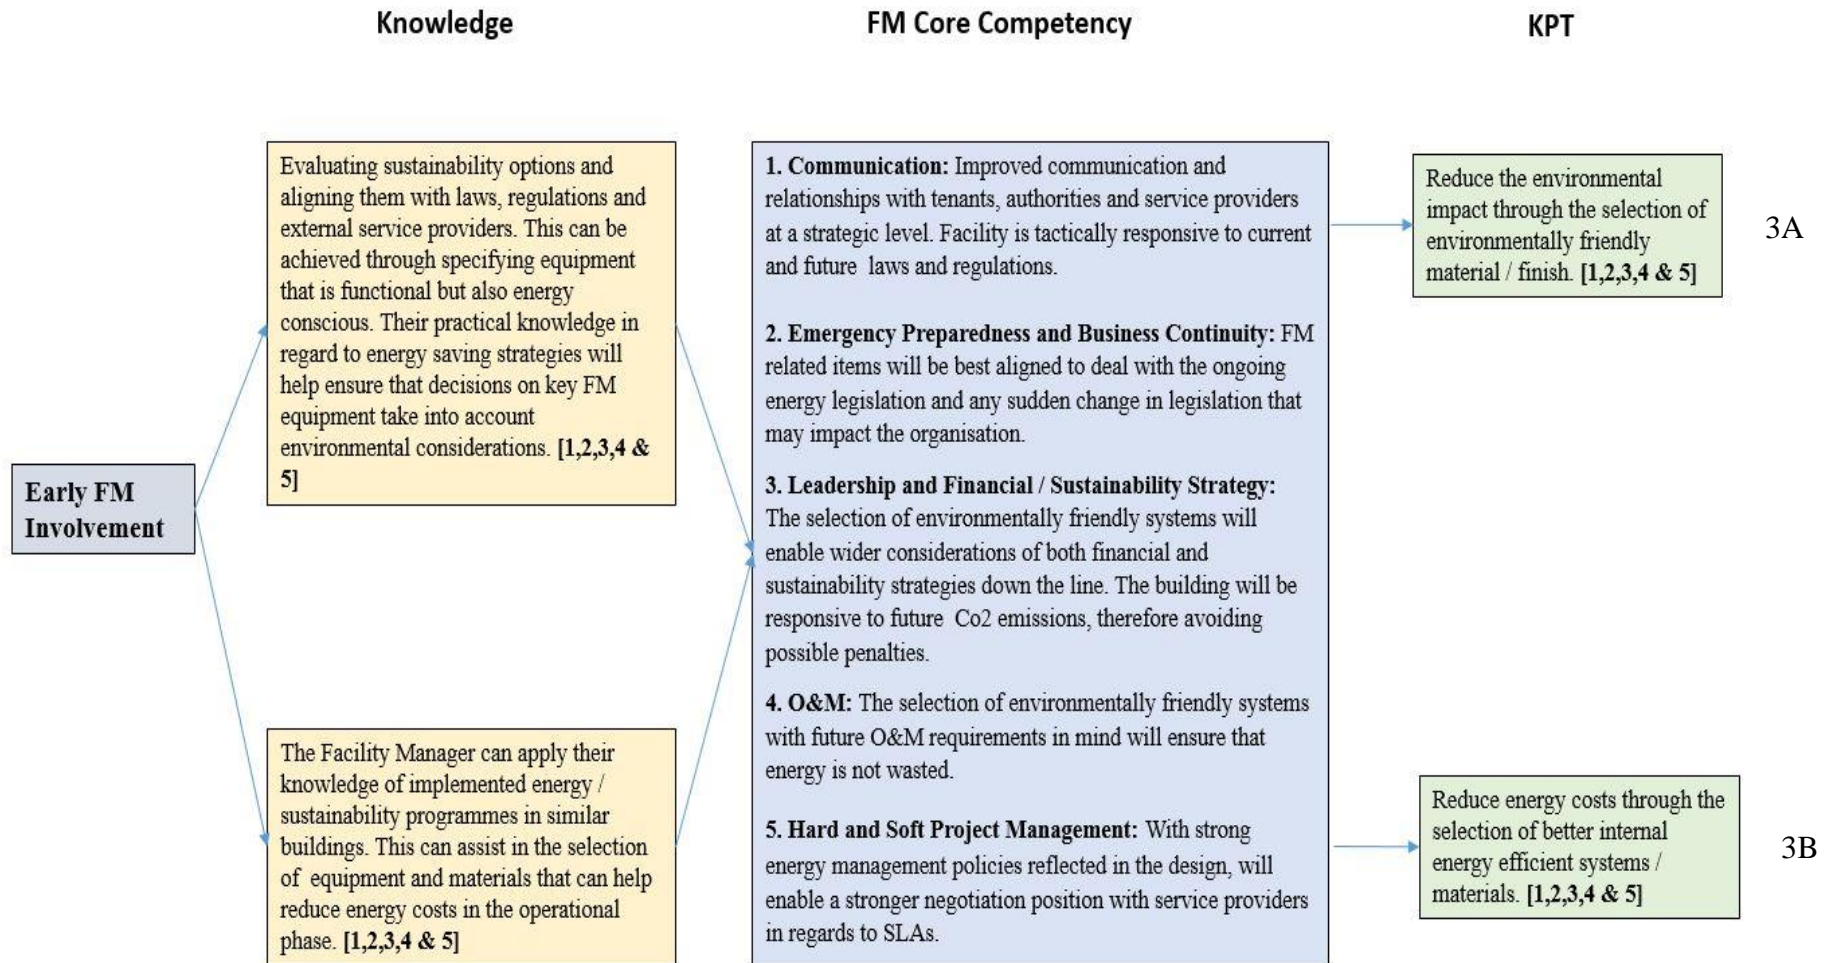 Knowledge
FM Core Competency
KPT
Early FM
Involvement
Evaluating sustainability options and
aligning them with laws, regulations and
external service providers. This can be
achieved through specifying equipment
that is functional but also energy
conscious. Their practical knowledge in
regard to energy saving strategies will
help ensure that decisions on key FM
equipment take into account
environmental considerations. [1,2,3,4 &
5]
The Facility Manager can apply their
knowledge of implemented energy /
sustainability programmes in similar
buildings. This can assist in the selection
of equipment and materials that can help
reduce energy costs in the operational
phase. [1,2,3,4 & 5]
1. Communication: Improved communication and
relationships with tenants, authorities and service providers
at a strategic level. Facility is tactically responsive to current
and future laws and regulations.
2. Emergency Preparedness and Business Continuity: FM
related items will be best aligned to deal with the ongoing
energy legislation and any sudden change in legislation that
may impact the organisation.
3. Leadership and Financial / Sustainability Strategy:
The selection of environmentally friendly systems will
enable wider considerations of both financial and
sustainability strategies down the line. The building will be
responsive to future Co2 emissions, therefore avoiding
possible penalties.
4. O&M: The selection of environmentally friendly systems
with future O&M requirements in mind will ensure that
energy is not wasted.
5. Hard and Soft Project Management: With strong
energy management policies reflected in the design, will
enable a stronger negotiation position with service providers
in regards to SLAs.
Reduce the environmental
impact through the selection of
environmentally friendly
material / finish. [1,2,3,4 & 5]
3A
Reduce energy costs through the
selection of better internal
energy efficient systems /
materials. [1,2,3,4 & 5]
3B